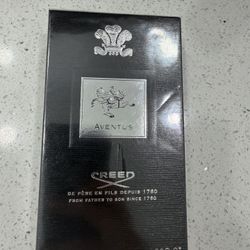 AVENTUS
CREED
DE PÈRE EN FILS DEPUIS 1760
FROM FATHER TO SON SINCE 1760